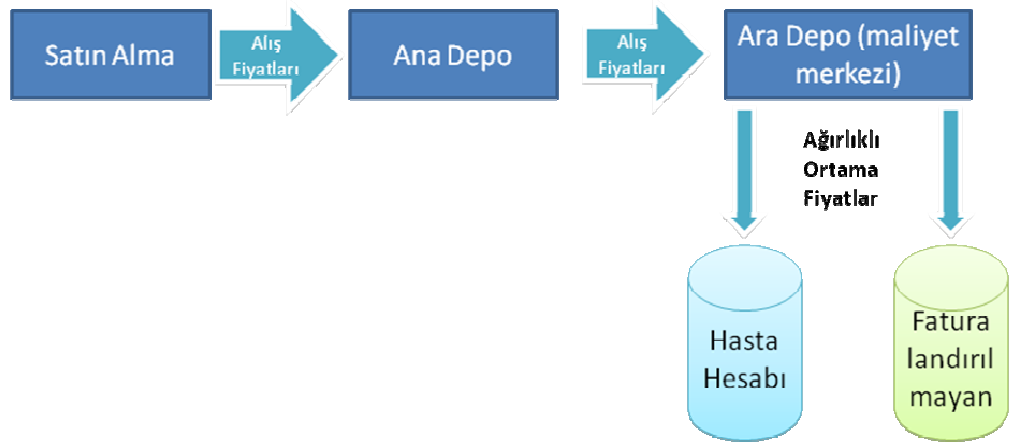 Satın Alma
Alış
Fiyatları
Ana Depo
Alış
Fiyatları
Ara Depo (maliyet
merkezi)
Ağırlıklı
Ortama
Fiyatlar
Hasta
Hesabı
Fatura
landırıl
mayan